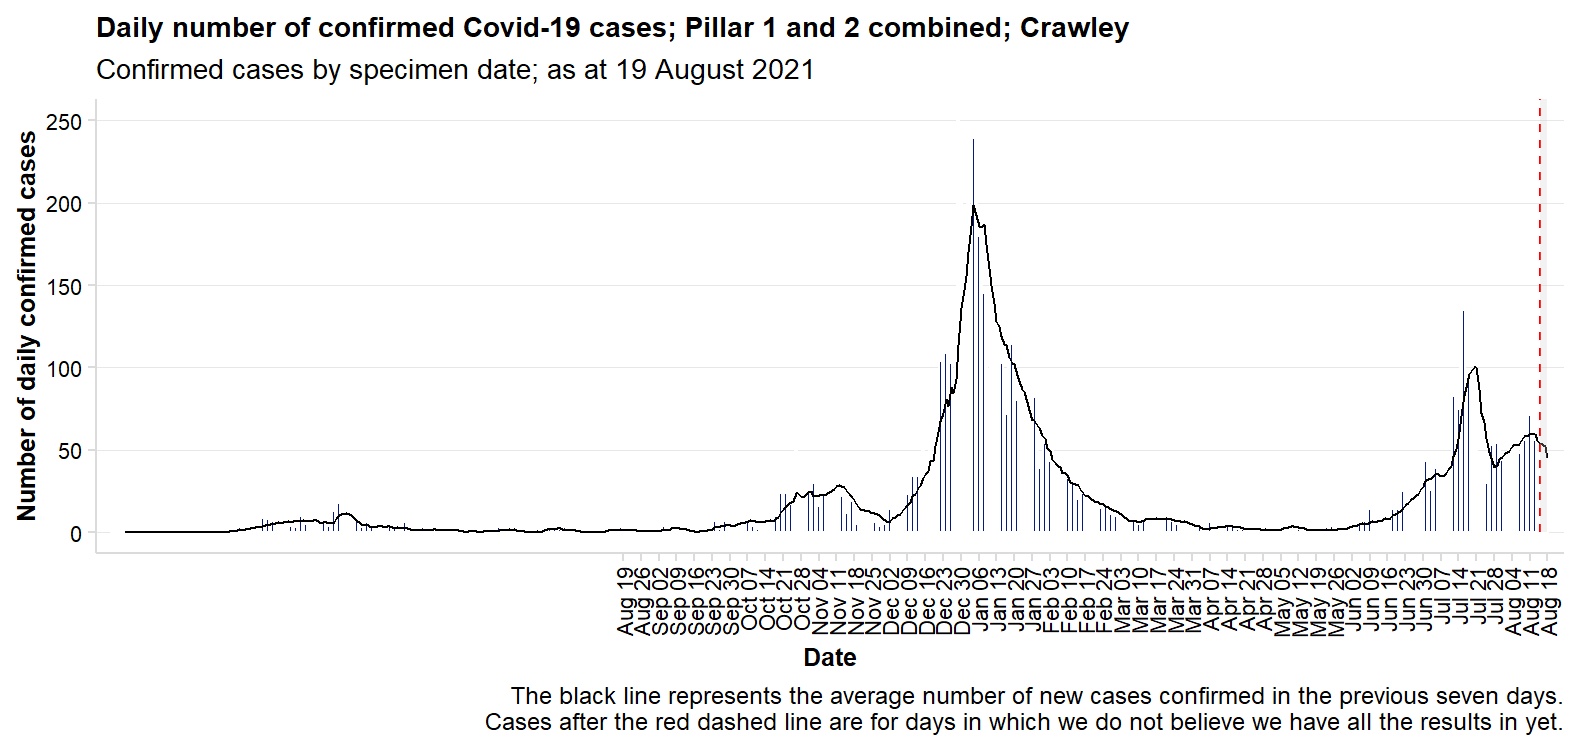 Daily number of confirmed Covid-19 cases; Pillar 1 and 2 combined; Crawley
Confirmed cases by specimen date; as at 19 August 2021
Number of daily confirmed cases
250
200
150
100
50
0
Aug 19
Aug 26
Sep 02
Sep 09
Sep 16
Sep 23
Sep 30
Oct 07
Oct 14
Oct 21
Oct 28
Nov 04
Nov 11
Nov 18
Nov 25
Dec 02
Dec 09
Dec 16
Dec 23
Dec 30
Jan 06
Jan 13
Jan 20
Jan 27
Feb 03
Feb 10
Feb 17
Feb 24
Mar 03
Mar 10
Mar 17
Mar 24
Mar 31
Apr 07
Apr 14
Apr 21
Apr 28
May 05
May 12
May 19
May 26
Jun 02
Jun 09
Jun 16
Jun 23
Jun 30
Jul 07
Jul 14
Jul 21
Jul 28
Aug 04
Aug 11
Aug 18
Date
The black line represents the average number of new cases confirmed in the previous seven days.
Cases after the red dashed line are for days in which we do not believe we have all the results in yet.